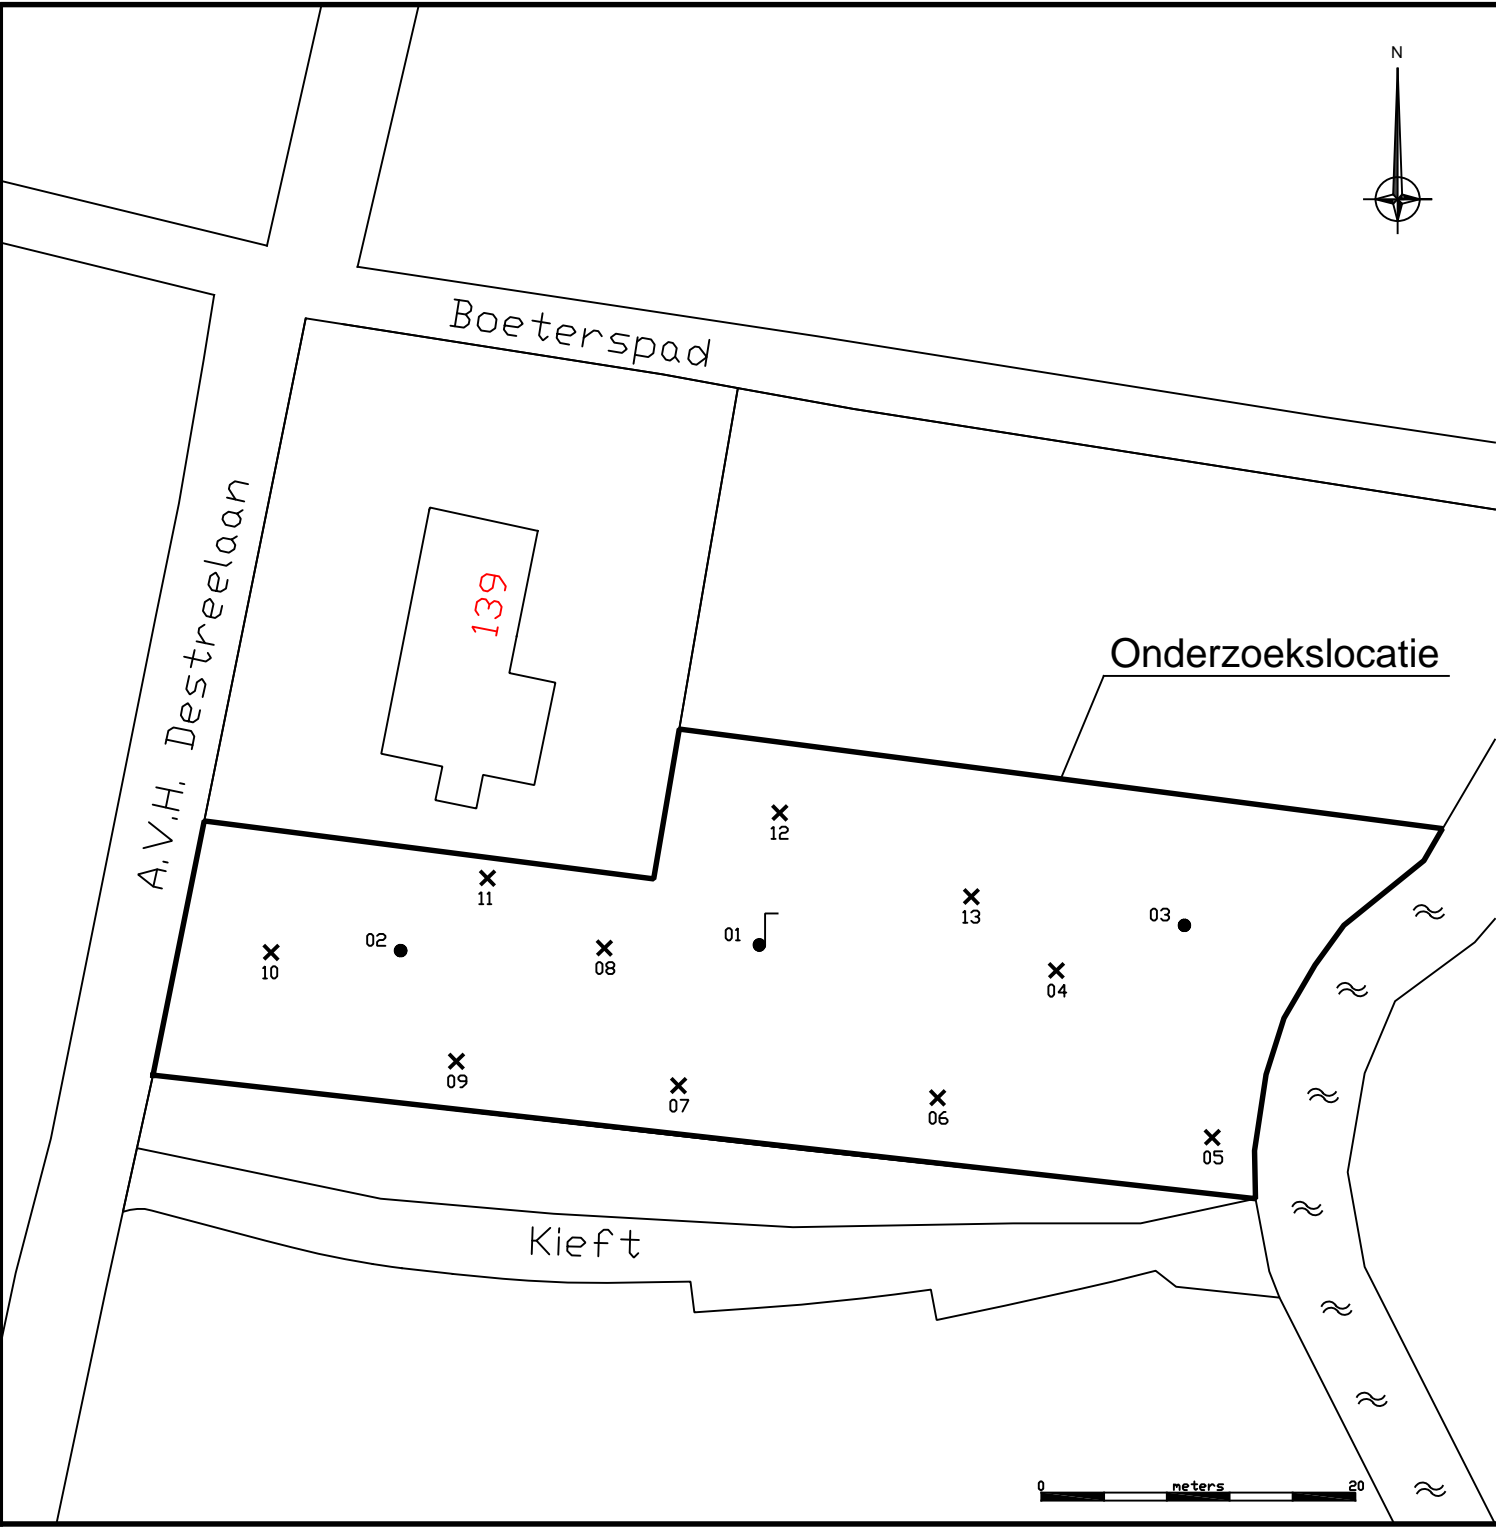 N
Boeterspad
A.V.H. Destreelaan
139
Onderzoekslocatie
12
11
13
03
02
01
10
08
04
09
07
06
05
Kieft
0 meters 20